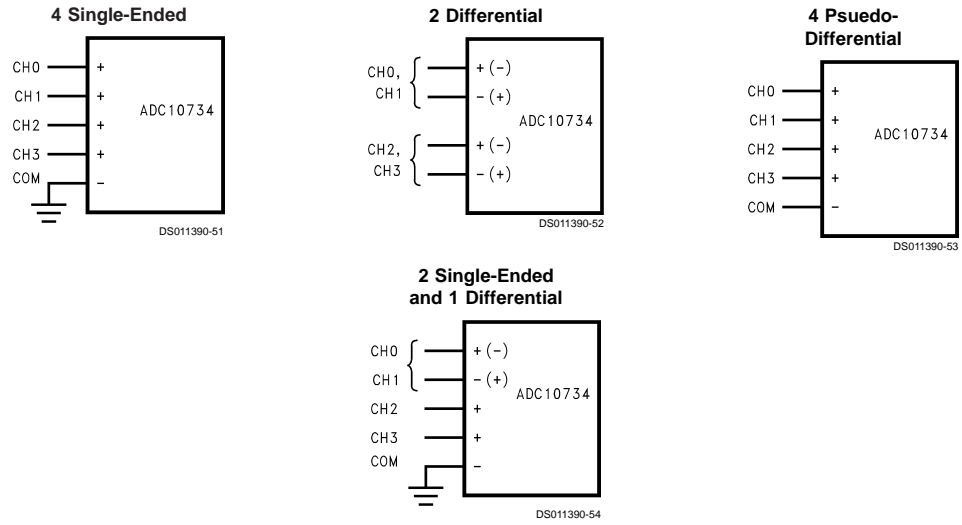 4 Single-Ended
CH0
+
CH1
+
CH2
+
CH3
+
COM
-
ADC10734
DS011390-51
2 Differential
CH0,
CH1
+ (-)
- (+)
CH2,
CH3
+ (-)
- (+)
ADC10734
DS011390-52
4 Psuedo-
Differential
CH0
+
CH1
+
CH2
+
CH3
+
COM
-
ADC10734
DS011390-53
2 Single-Ended
and 1 Differential
CH0
+ (-)
CH1
- (+)
CH2
+
CH3
+
COM
-
ADC10734
DS011390-54